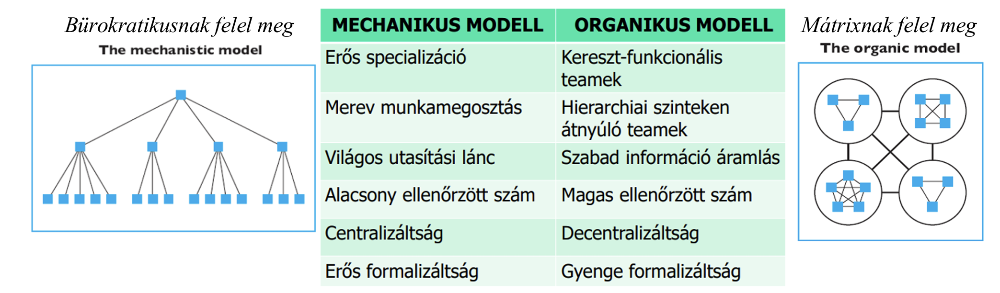 Bürokratikusnak felel meg
The mechanistic model
MECHANIKUS MODELL
ORGANIKUS MODELL
Erős specializáció
Kereszt-funkcionális
teamek
Merev munkamegosztás
Hierarchiai szinteken
átnyúló teamek
Világos utasítási lánc
Szabad információ áramlás
Alacsony ellenőrzött szám
Magas ellenőrzött szám
Centralizáltság
Decentralizáltság
Erős formalizáltság
Gyenge formalizáltság
Mátrixnak felel meg
The organic model